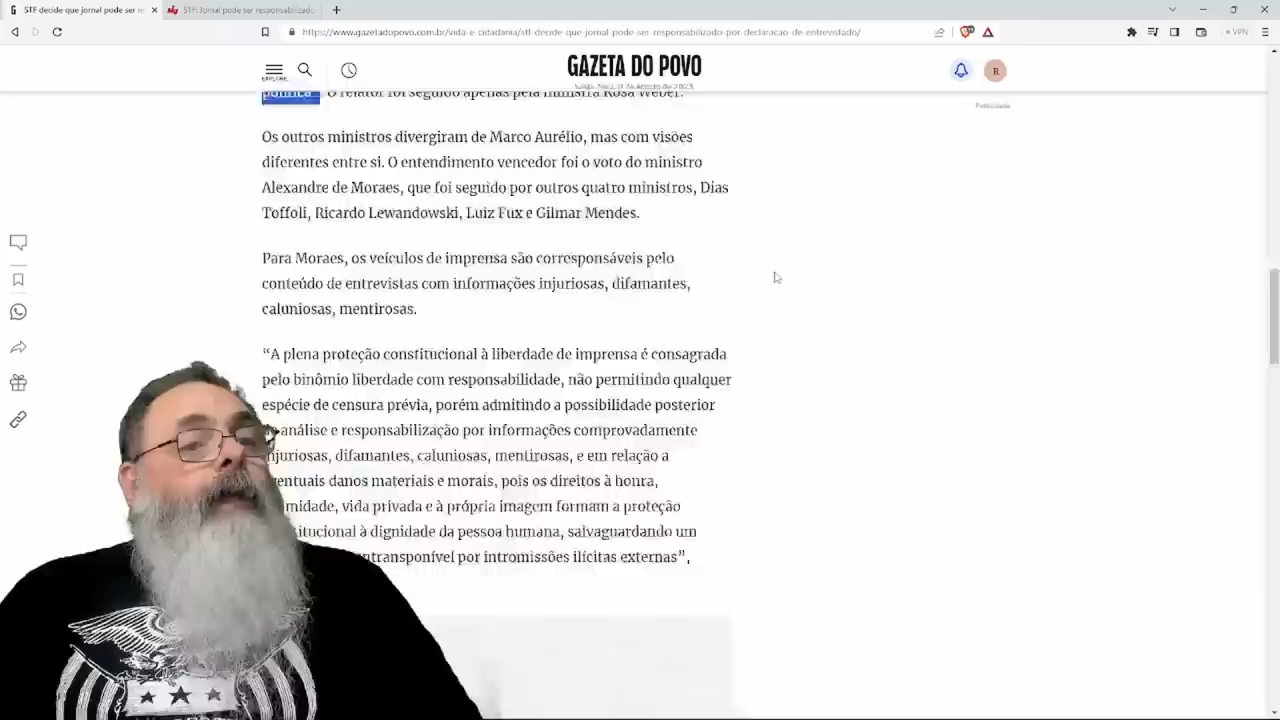 STF decide que jornal pode ser re
STF: Jornal pode ser responsabilizado
https://www.gazetadopovo.com.br/vida-e-cidadania/stf-decide-que-jornal-pode-ser-responsabilizado-por-declaracao-de-entrevistado/
VPN
GAZETA DO POVO
R
Publicidade
O relator foi seguido apenas pela ministra Rosa Weber.
Os outros ministros divergiram de Marco Aurélio, mas com visões
diferentes entre si. O entendimento vencedor foi o voto do ministro
Alexandre de Moraes, que foi seguido por outros quatro ministros, Dias
Toffoli, Ricardo Lewandowski, Luiz Fux e Gilmar Mendes.
Para Moraes, os veículos de imprensa são corresponsáveis pelo
conteúdo de entrevistas com informações injuriosas, difamantes,
caluniosas, mentirosas.
“A plena proteção constitucional à liberdade de imprensa é consagrada
pelo binômio liberdade com responsabilidade, não permitindo qualquer
espécie de censura prévia, porém admitindo a possibilidade posterior
análise e responsabilização por informações comprovadamente
injuriosas, difamantes, caluniosas, mentirosas, e em relação a
eventuais danos materiais e morais, pois os direitos à honra,
midade, vida privada e à própria imagem formam a proteção
itucional à dignidade da pessoa humana, salvaguardando um
ntransponível por intromissões ilícitas externas”,